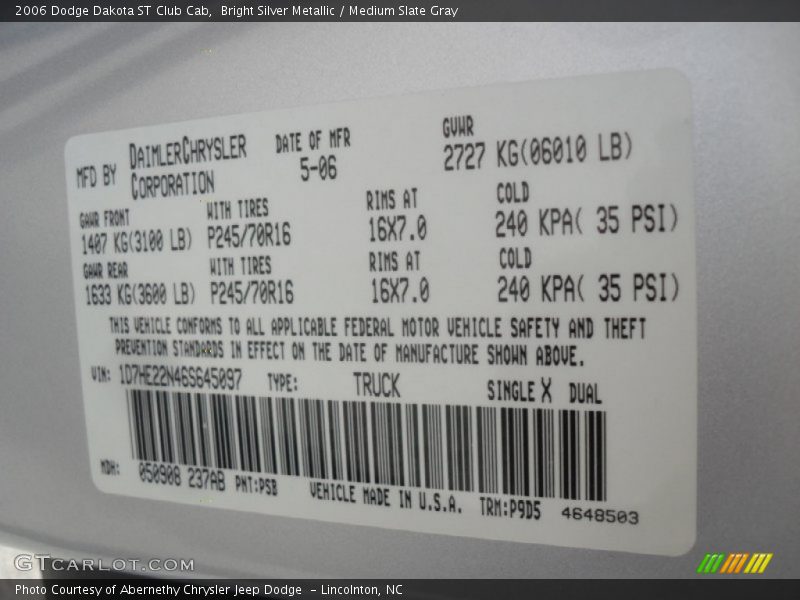 2006 Dodge Dakota ST Club Cab,  Bright Silver Metallic / Medium Slate Gray
MFD BY DAIMLERCHRYSLER CORPORATION
DATE OF MFR 5-06
GVWR 2727 KG(06010 LB)
GAWR FRONT 1407 KG(3100 LB)
WITH TIRES P245/70R16
RIMS AT 16X7.0
COLD 240 KPA( 35 PSI)
GAWR REAR 1633 KG(3600 LB)
WITH TIRES P245/70R16
RIMS AT 16X7.0
COLD 240 KPA( 35 PSI)
THIS VEHICLE CONFORMS TO ALL APPLICABLE FEDERAL MOTOR VEHICLE SAFETY AND THEFT
PREVENTION STANDARDS IN EFFECT ON THE DATE OF MANUFACTURE SHOWN ABOVE.
VIN: 1D7HE22N46S645097 TYPE: TRUCK SINGLE X DUAL
MDH: 050908 237AB PNT:PSB VEHICLE MADE IN U.S.A. TRM:P9D5 4648503
GTCARLOT.COM
Photo Courtesy of Abernethy Chrysler Jeep Dodge  - Lincolnton, NC